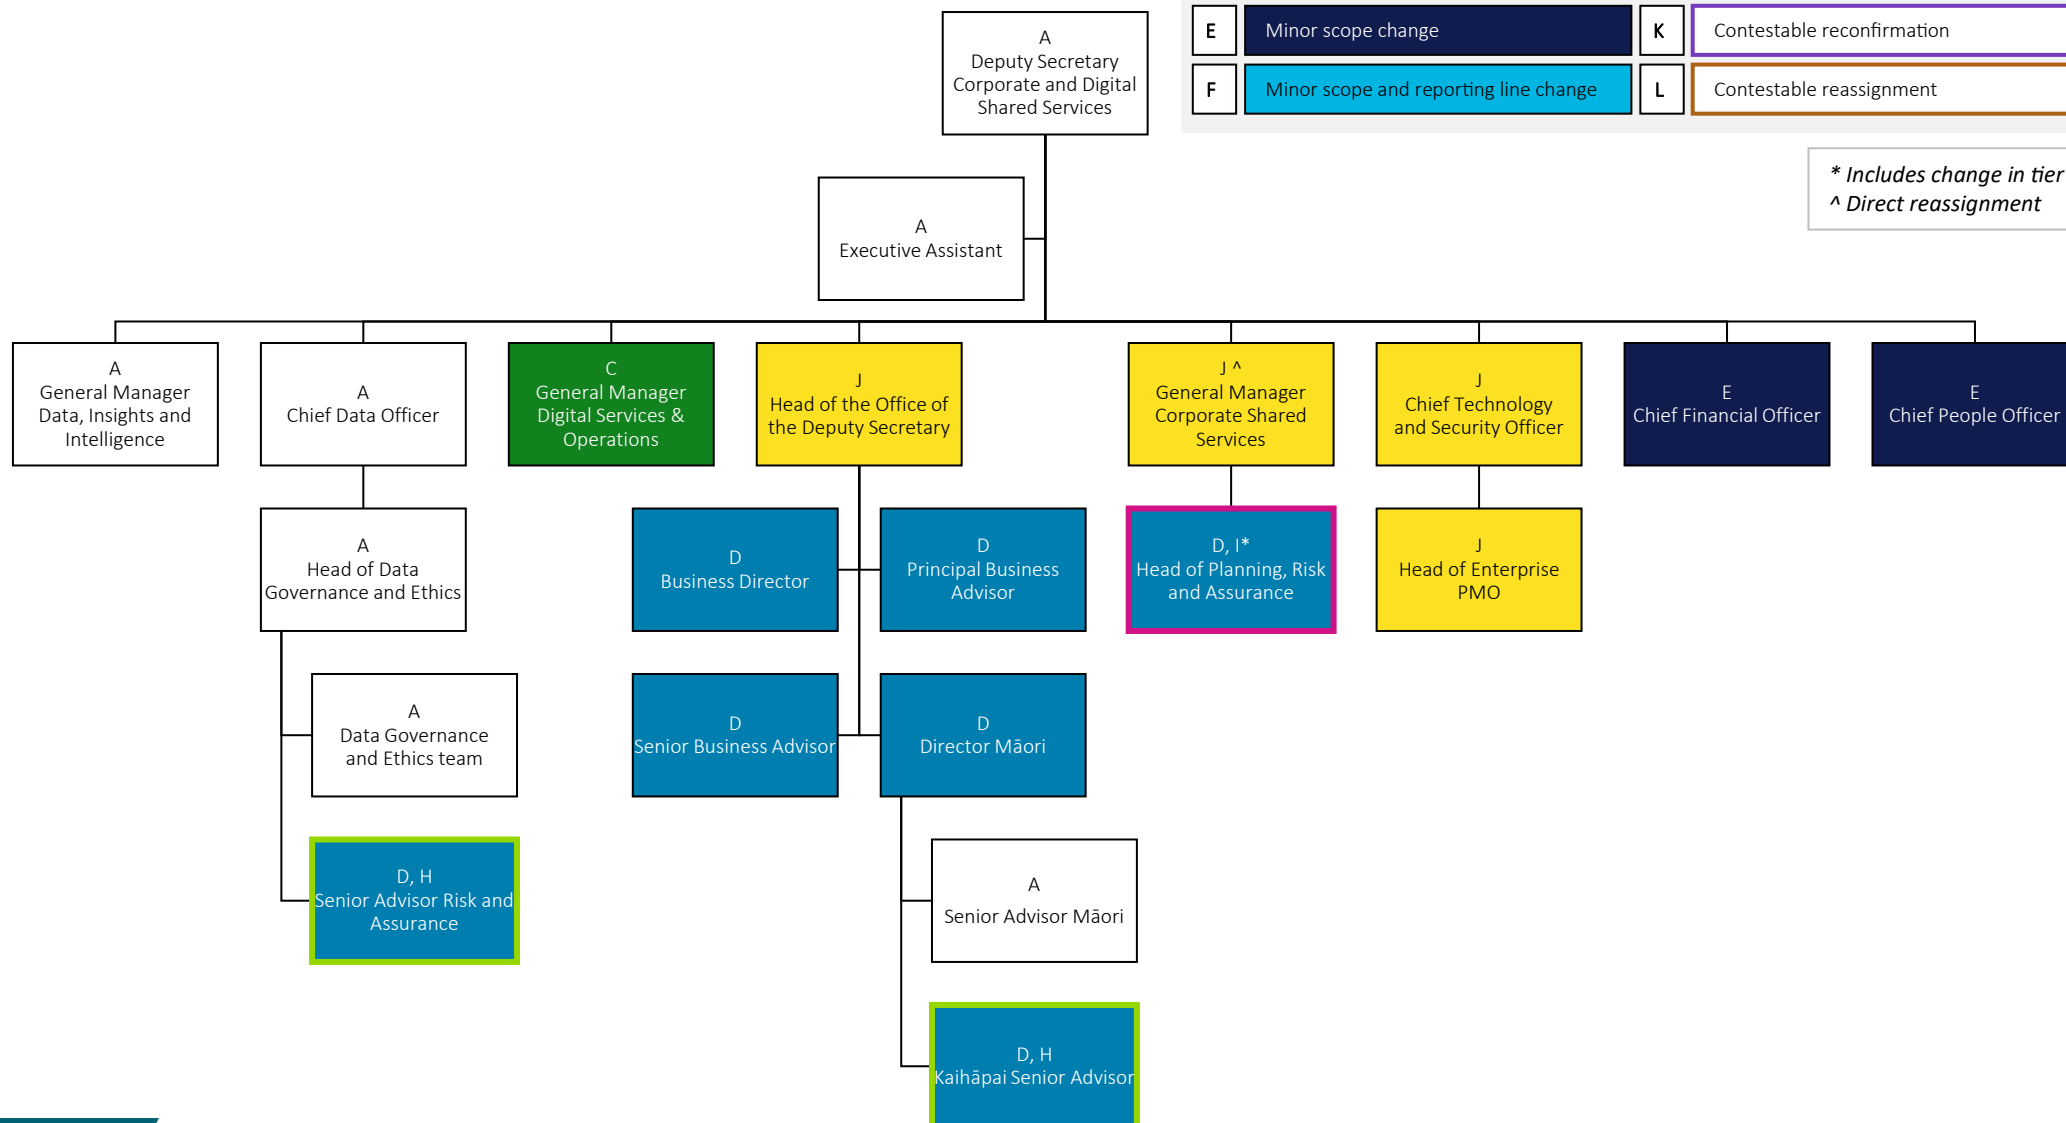 E
Minor scope change
K
Contestable reconfirmation
F
Minor scope and reporting line change
L
Contestable reassignment
* Includes change in tier
^ Direct reassignment
A
Deputy Secretary
Corporate and Digital
Shared Services
A
Executive Assistant
A
General Manager
Data, Insights and
Intelligence
A
Chief Data Officer
C
General Manager
Digital Services &
Operations
J
Head of the Office of
the Deputy Secretary
J ^
General Manager
Corporate Shared
Services
J
Chief Technology
and Security Officer
E
Chief Financial Officer
E
Chief People Officer
A
Head of Data
Governance and Ethics
D
Business Director
D
Principal Business
Advisor
D, I*
Head of Planning, Risk
and Assurance
J
Head of Enterprise
PMO
A
Data Governance
and Ethics team
D
Senior Business Advisor
D
Director Māori
D, H
Senior Advisor Risk and
Assurance
A
Senior Advisor Māori
D, H
Kaihāpai Senior Advisor